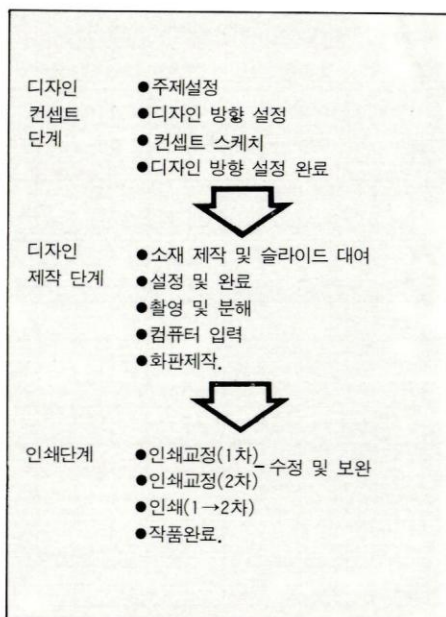 디자인 ●주제설정
컨셉트 ●디자인 방향 설정
단계 ●컨셉트 스케치
●디자인 방향 설정 완료
디자인 ●소재 제작 및 슬라이드 대여
제작 단계 ●설정 및 완료
●촬영 및 분해
●컴퓨터 입력
●화판제작.
인쇄단계 ●인쇄교정(1차)
- 수정 및 보완
●인쇄교정(2차)
●인쇄(1→2차)
●작품완료.